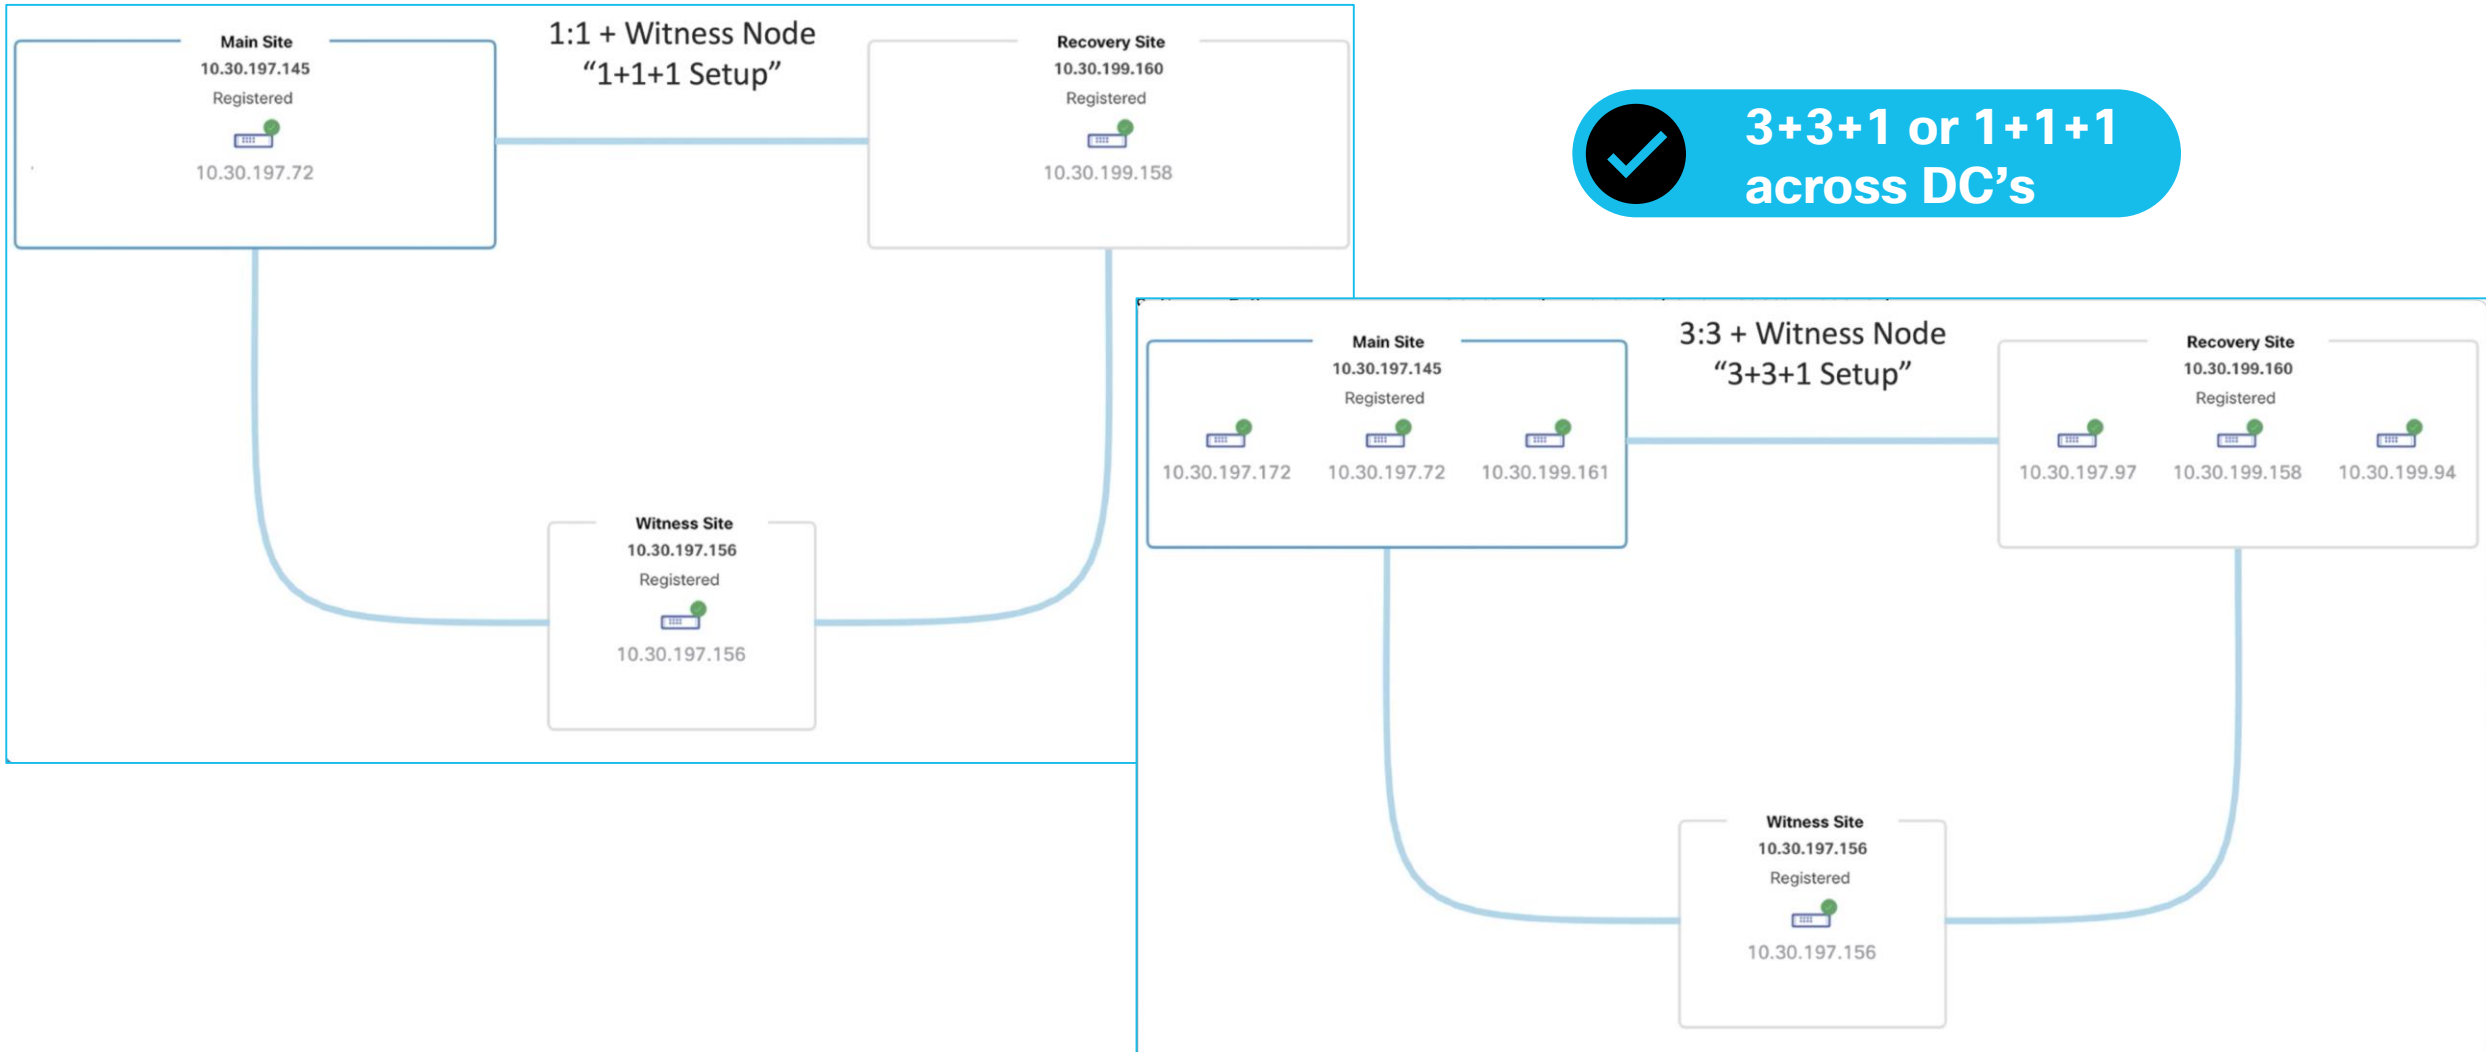 1:1 + Witness Node
“1+1+1 Setup”
Main Site
10.30.197.145
Registered
10.30.197.72
Recovery Site
10.30.199.160
Registered
10.30.199.158
Witness Site
10.30.197.156
Registered
10.30.197.156
3+3+1 or 1+1+1
across DC’s
3:3 + Witness Node
“3+3+1 Setup”
Main Site
10.30.197.145
Registered
10.30.197.172
10.30.197.72
10.30.199.161
Recovery Site
10.30.199.160
Registered
10.30.197.97
10.30.199.158
10.30.199.94
Witness Site
10.30.197.156
Registered
10.30.197.156